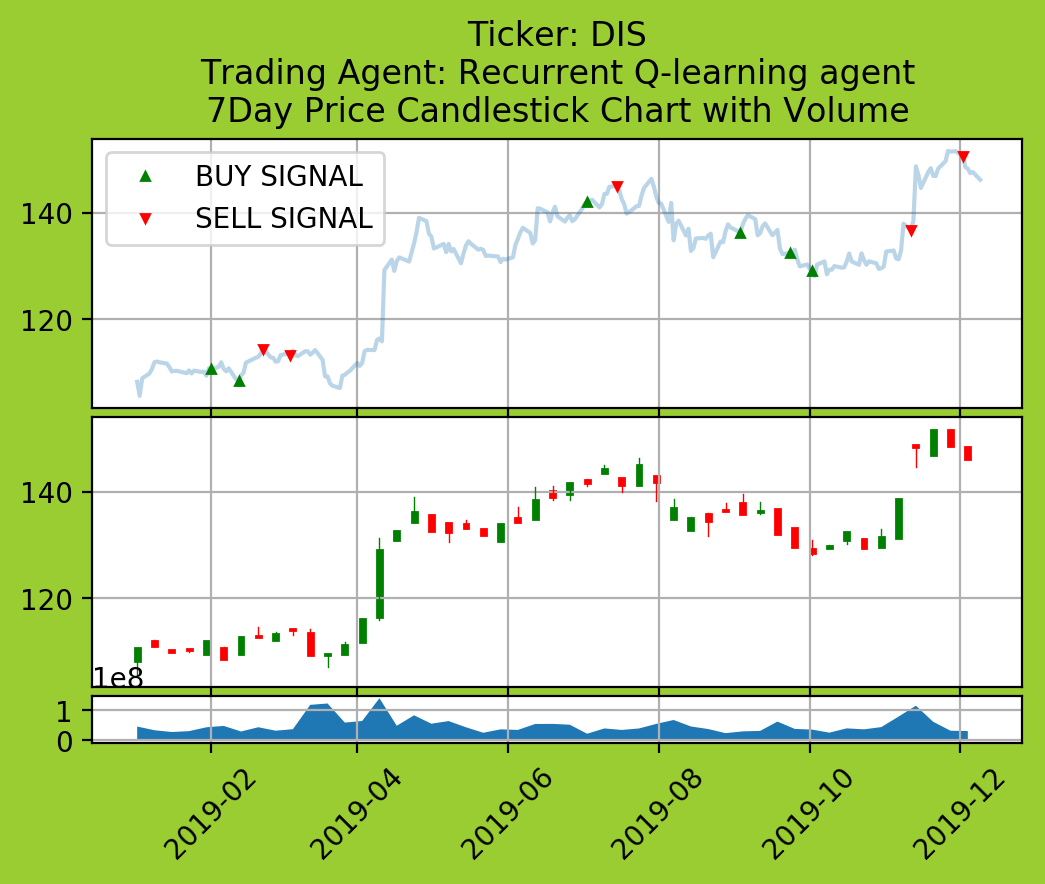 Ticker: DIS
Trading Agent: Recurrent Q-learning agent
7Day Price Candlestick Chart with Volume
BUY SIGNAL
SELL SIGNAL
140
120
140
120
1e8
1
0
2019-02
2019-04
2019-06
2019-08
2019-10
2019-12